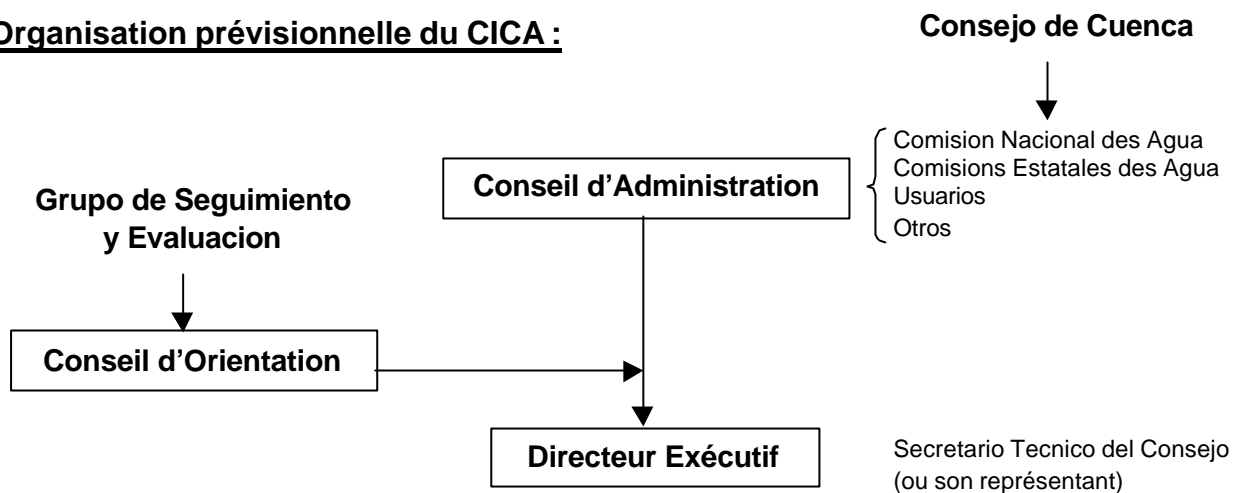 Organisation prévisionnelle du CICA :
Consejo de Cuenca
Comision Nacional des Agua
Comisions Estatales des Agua
Usuarios
Otros
Conseil d’Administration
Grupo de Seguimiento
y Evaluacion
Conseil d’Orientation
Directeur Exécutif
Secretario Tecnico del Consejo
(ou son représentant)